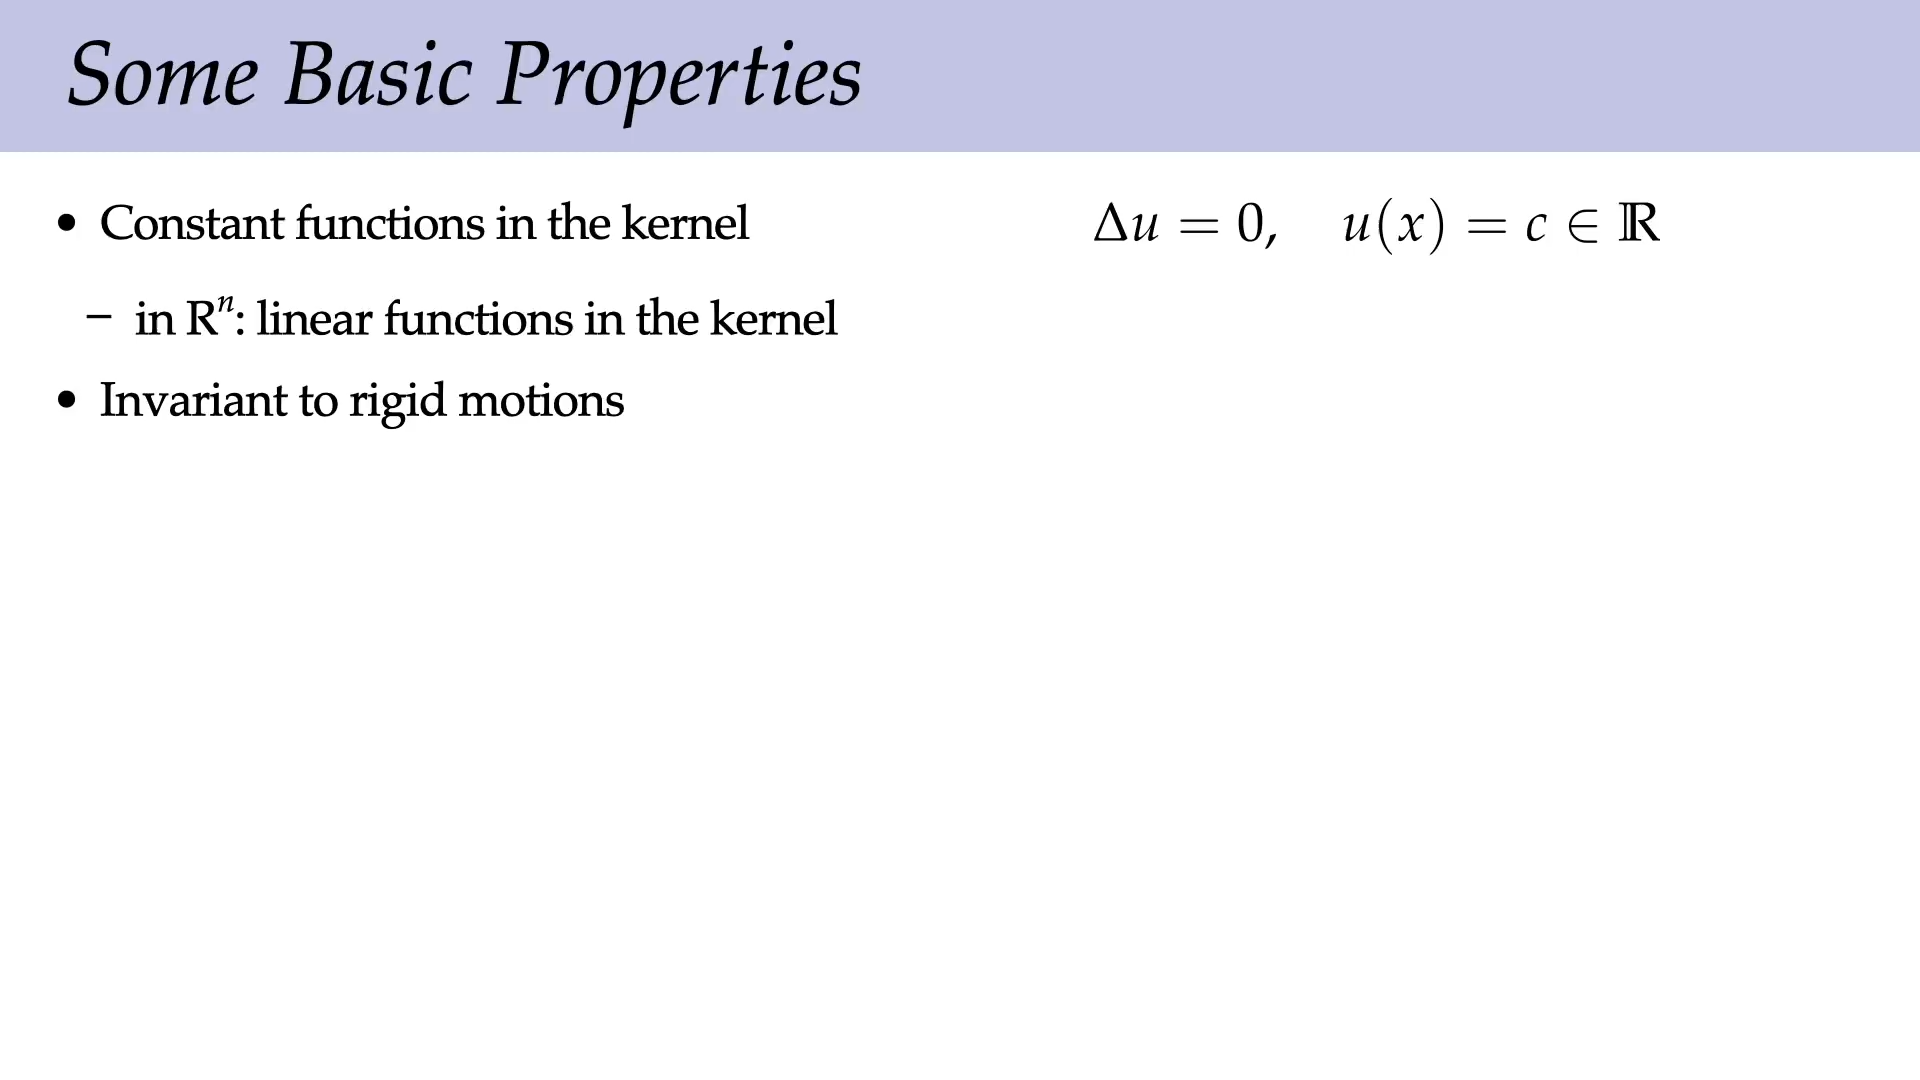 Some Basic Properties
• Constant functions in the kernel
Δu = 0, u(x) = c ∈ ℝ
– in Rⁿ: linear functions in the kernel
• Invariant to rigid motions